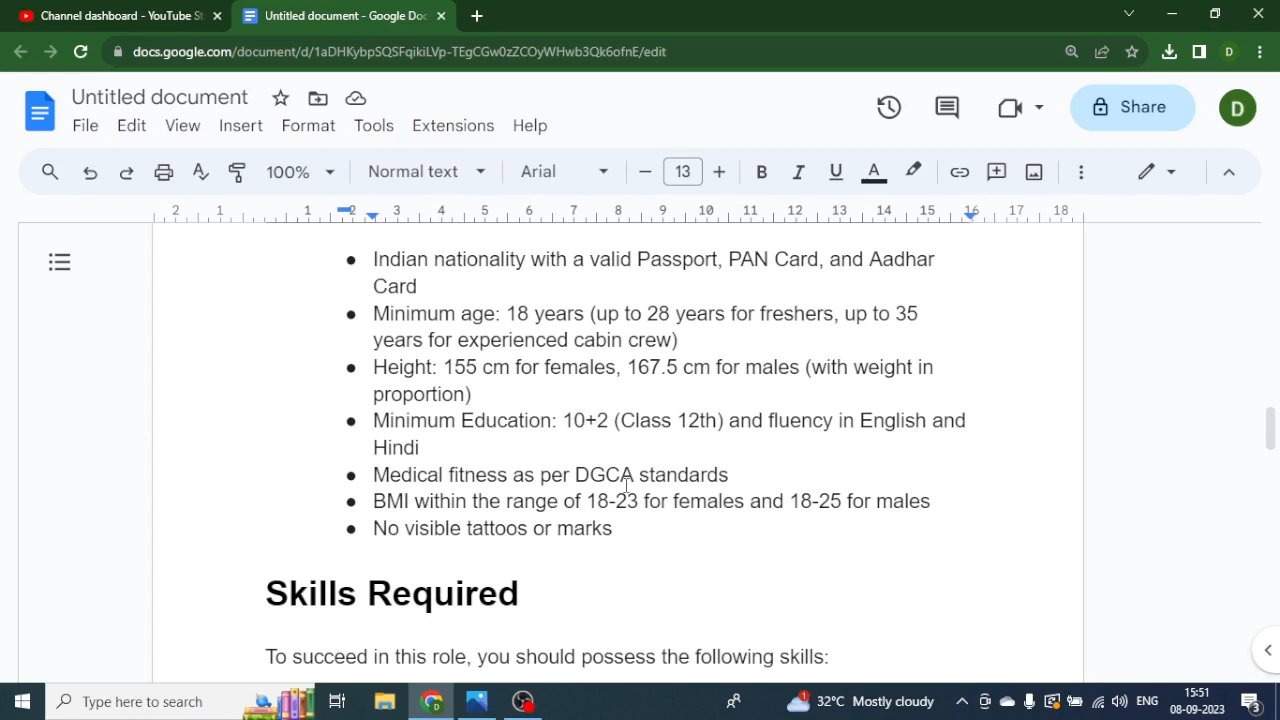 Channel dashboard - YouTube St
Untitled document - Google Doc
docs.google.com/document/d/1aDHKybpSQSFqikiLVp-TEgCGw0zZCOyWHwb3Qk6ofnE/edit
D
Untitled document
Share
D
File Edit View Insert Format Tools Extensions Help
100% Normal text Arial 13 B I U A
2 1 1 2 3 4 5 6 7 8 9 10 11 12 13 14 15 16 17 18
● Indian nationality with a valid Passport, PAN Card, and Aadhar
Card
● Minimum age: 18 years (up to 28 years for freshers, up to 35
years for experienced cabin crew)
● Height: 155 cm for females, 167.5 cm for males (with weight in
proportion)
● Minimum Education: 10+2 (Class 12th) and fluency in English and
Hindi
● Medical fitness as per DGCA standards
● BMI within the range of 18-23 for females and 18-25 for males
● No visible tattoos or marks
Skills Required
To succeed in this role, you should possess the following skills:
Type here to search
1
32°C Mostly cloudy
ENG
15:51
08-09-2023
3